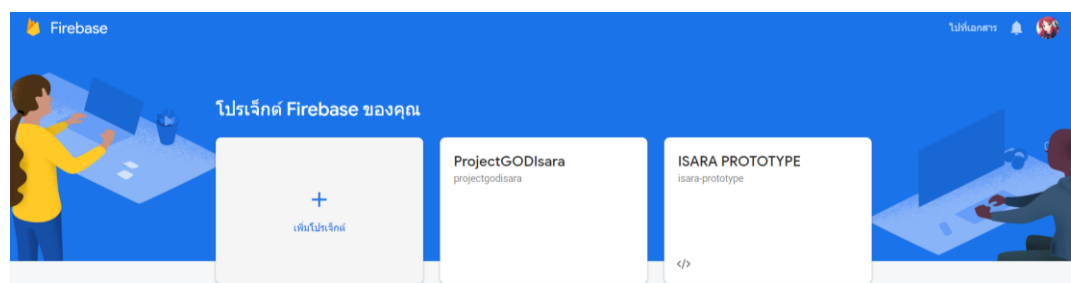 Firebase
ไปที่เอกสาร
โปรเจ็กต์ Firebase ของคุณ
+
เพิ่มโปรเจ็กต์
ProjectGODIsara
projectgodisara
ISARA PROTOTYPE
isara-prototype
</>